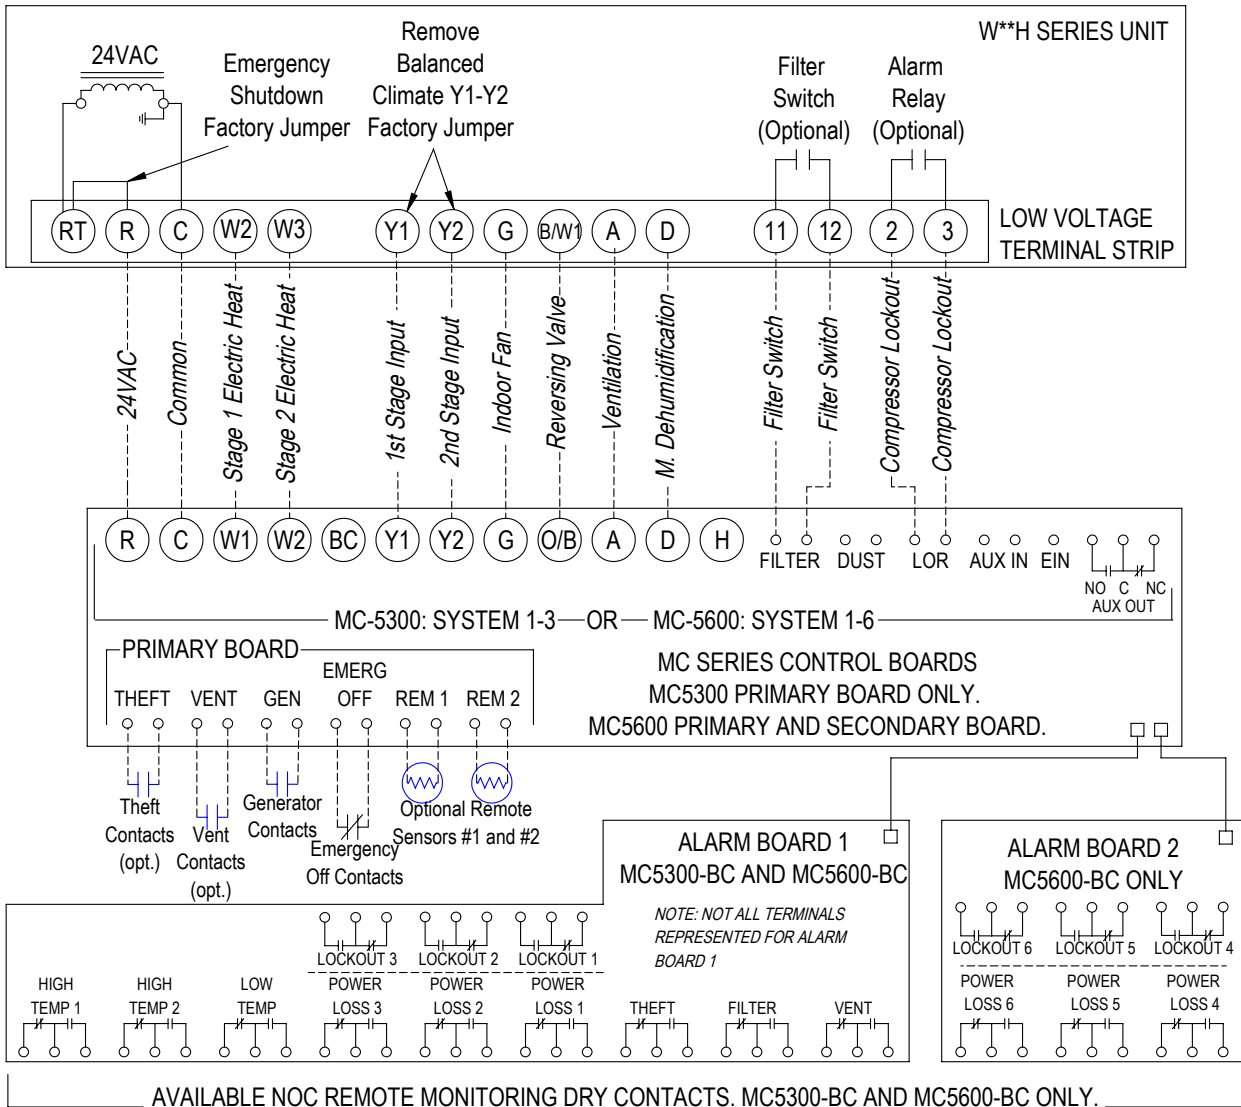 W**H SERIES UNIT
24VAC
Emergency
Shutdown
Factory Jumper
Remove
Balanced
Climate Y1-Y2
Factory Jumper
Filter
Switch
(Optional)
Alarm
Relay
(Optional)
RT R C W2 W3 Y1 Y2 G B/W1 A D 11 12 2 3
LOW VOLTAGE
TERMINAL STRIP
24VAC
Common
Stage 1 Electric Heat
Stage 2 Electric Heat
1st Stage Input
2nd Stage Input
Indoor Fan
Reversing Valve
Ventilation
M. Dehumidification
Filter Switch
Filter Switch
Compressor Lockout
Compressor Lockout
R C W1 W2 BC Y1 Y2 G O/B A D H
FILTER DUST LOR AUX IN EIN
NO C NC
AUX OUT
MC-5300: SYSTEM 1-3 OR MC-5600: SYSTEM 1-6
PRIMARY BOARD
THEFT VENT GEN EMERG
OFF REM 1 REM 2
MC SERIES CONTROL BOARDS
MC5300 PRIMARY BOARD ONLY.
MC5600 PRIMARY AND SECONDARY BOARD.
Theft
Contacts
(opt.)
Vent
Contacts
(opt.)
Generator
Contacts
Emergency
Off Contacts
Optional Remote
Sensors #1 and #2
ALARM BOARD 1
MC5300-BC AND MC5600-BC
NOTE: NOT ALL TERMINALS
REPRESENTED FOR ALARM
BOARD 1
LOCKOUT 3 LOCKOUT 2 LOCKOUT 1
HIGH
TEMP 1
HIGH
TEMP 2
LOW
TEMP
POWER
LOSS 3
POWER
LOSS 2
POWER
LOSS 1
THEFT
FILTER
VENT
ALARM BOARD 2
MC5600-BC ONLY
LOCKOUT 6 LOCKOUT 5 LOCKOUT 4
POWER
LOSS 6
POWER
LOSS 5
POWER
LOSS 4
AVAILABLE NOC REMOTE MONITORING DRY CONTACTS. MC5300-BC AND MC5600-BC ONLY.